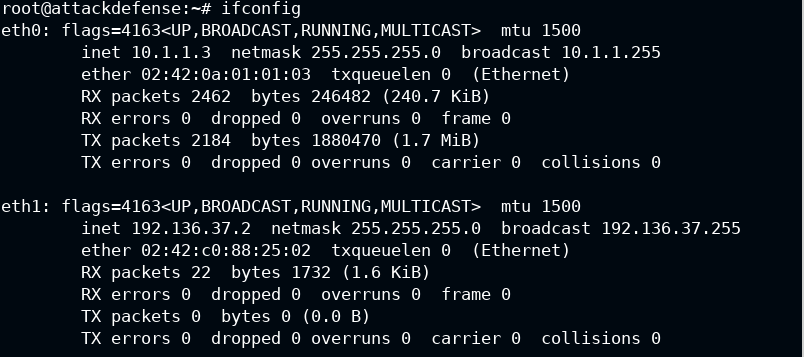 root@attackdefense:~# ifconfig
eth0: flags=4163<UP,BROADCAST,RUNNING,MULTICAST>  mtu 1500
        inet 10.1.1.3  netmask 255.255.255.0  broadcast 10.1.1.255
        ether 02:42:0a:01:01:03  txqueuelen 0  (Ethernet)
        RX packets 2462  bytes 246482 (240.7 KiB)
        RX errors 0  dropped 0  overruns 0  frame 0
        TX packets 2184  bytes 1880470 (1.7 MiB)
        TX errors 0  dropped 0 overruns 0  carrier 0  collisions 0

eth1: flags=4163<UP,BROADCAST,RUNNING,MULTICAST>  mtu 1500
        inet 192.136.37.2  netmask 255.255.255.0  broadcast 192.136.37.255
        ether 02:42:c0:88:25:02  txqueuelen 0  (Ethernet)
        RX packets 22  bytes 1732 (1.6 KiB)
        RX errors 0  dropped 0  overruns 0  frame 0
        TX packets 0  bytes 0 (0.0 B)
        TX errors 0  dropped 0 overruns 0  carrier 0  collisions 0